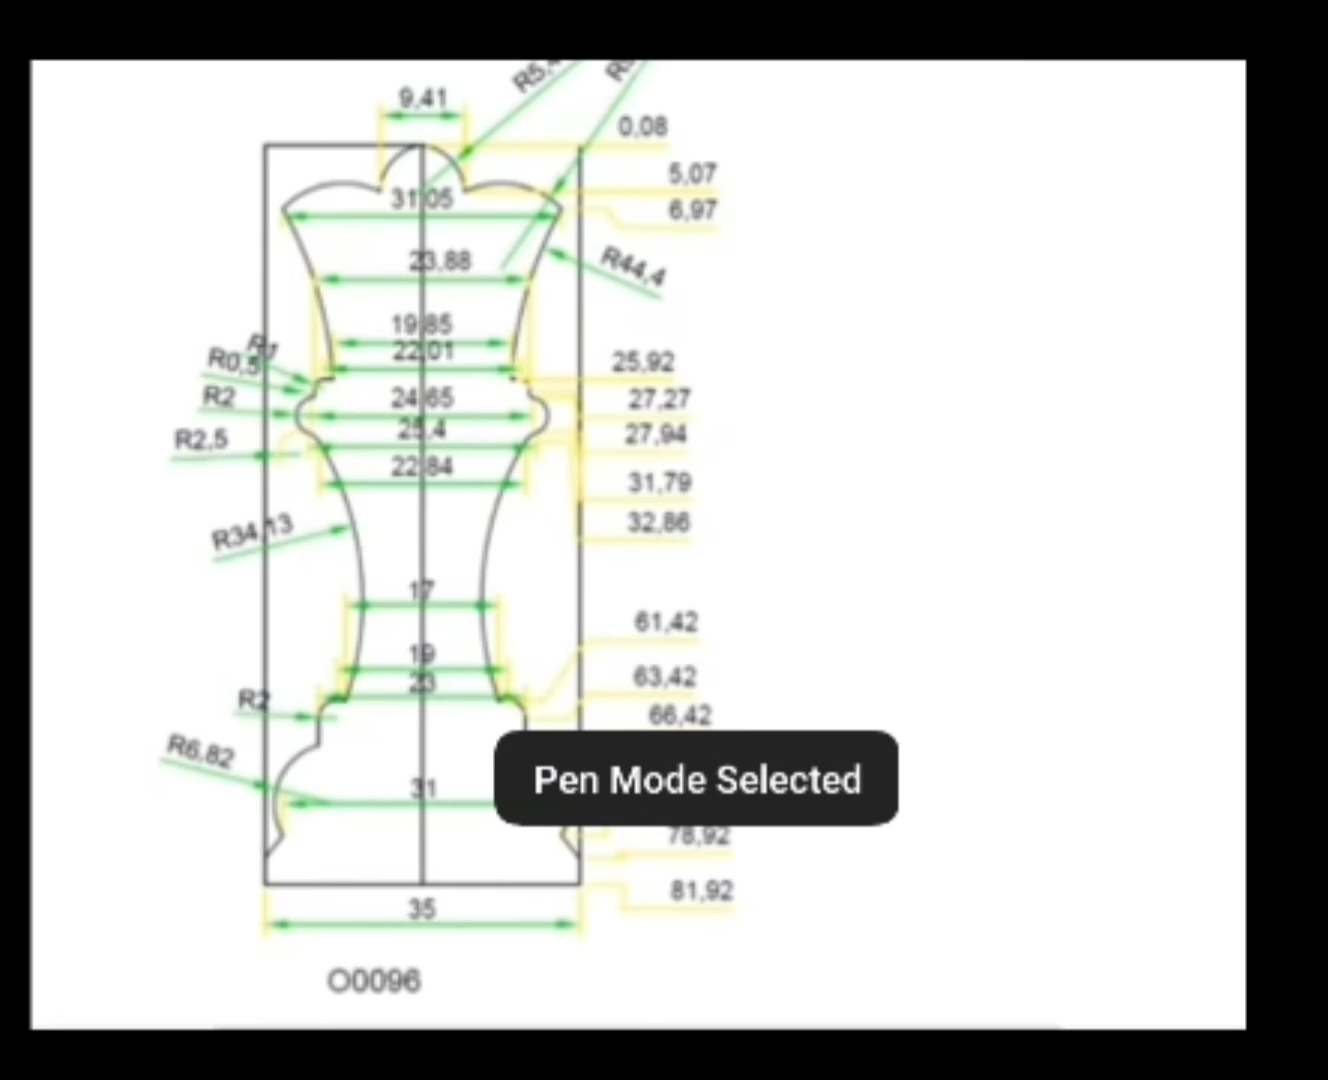 R5,4
9,41
0,08
5,07
31,05
6,97
23,88
R44,4
19,85
R1
22,01
R0,5
25,92
R2
24,65
27,27
25,4
27,94
R2,5
22,84
31,79
32,86
R34,13
17
61,42
19
63,42
23
R2
66,42
R6,82
Pen Mode Selected
31
78,92
81,92
35
O0096